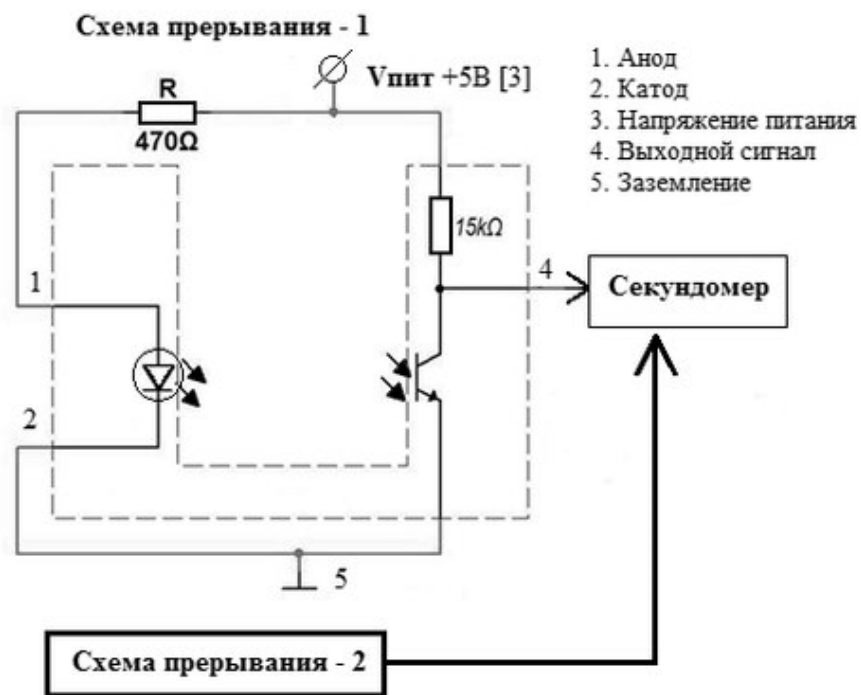 Схема прерывания - 1
Vпит +5В [3]
R
470Ω
1. Анод
2. Катод
3. Напряжение питания
4. Выходной сигнал
5. Заземление
15kΩ
4
Секундомер
1
2
5
Схема прерывания - 2